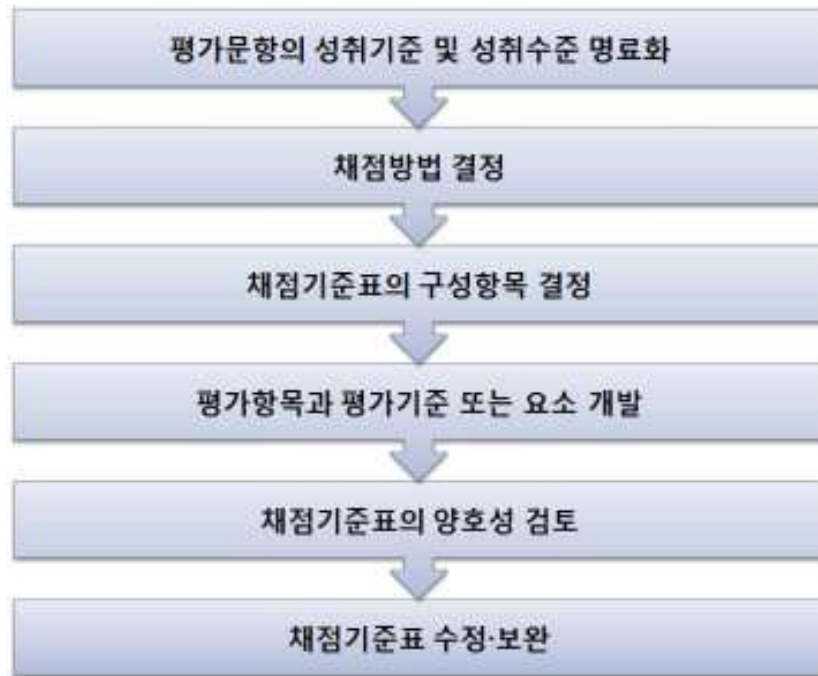 평가문항의 성취기준 및 성취수준 명료화
채점방법 결정
채점기준표의 구성항목 결정
평가항목과 평가기준 또는 요소 개발
채점기준표의 양호성 검토
채점기준표 수정·보완